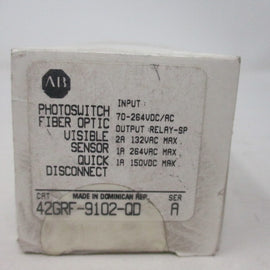 AB
PHOTOSWITCH
FIBER OPTIC
VISIBLE
SENSOR
QUICK
DISCONNECT
INPUT:
70-264VDC/AC
OUTPUT:RELAY-SP
2A 132VAC MAX.
1A 264VAC MAX.
1A 150VDC MAX.
MADE IN DOMINICAN REP.
CAT
42GRF-9102-QD
SER
A